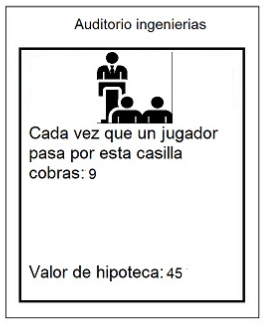 Auditorio ingenierias
Cada vez que un jugador
pasa por esta casilla
cobras: 9
Valor de hipoteca: 45